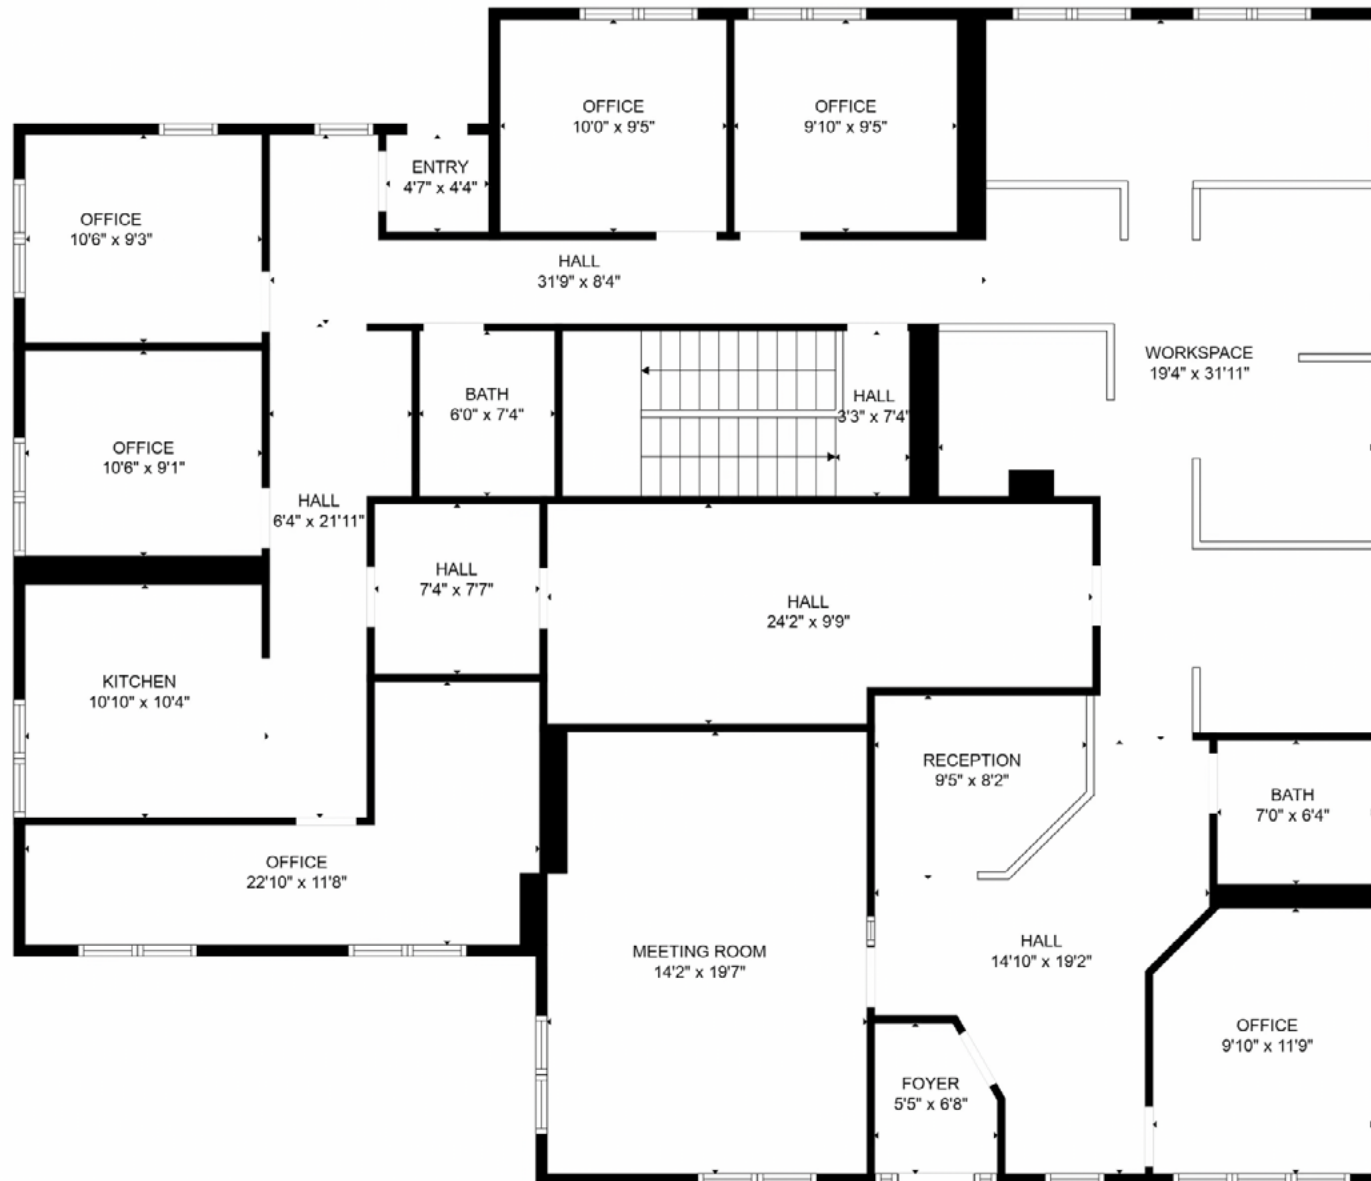 OFFICE
10'0" x 9'5"
OFFICE
9'10" x 9'5"
ENTRY
4'7" x 4'4"
OFFICE
10'6" x 9'3"
HALL
31'9" x 8'4"
WORKSPACE
19'4" x 31'11"
BATH
6'0" x 7'4"
HALL
3'3" x 7'4"
OFFICE
10'6" x 9'1"
HALL
6'4" x 21'11"
HALL
7'4" x 7'7"
HALL
24'2" x 9'9"
KITCHEN
10'10" x 10'4"
RECEPTION
9'5" x 8'2"
BATH
7'0" x 6'4"
OFFICE
22'10" x 11'8"
MEETING ROOM
14'2" x 19'7"
HALL
14'10" x 19'2"
OFFICE
9'10" x 11'9"
FOYER
5'5" x 6'8"